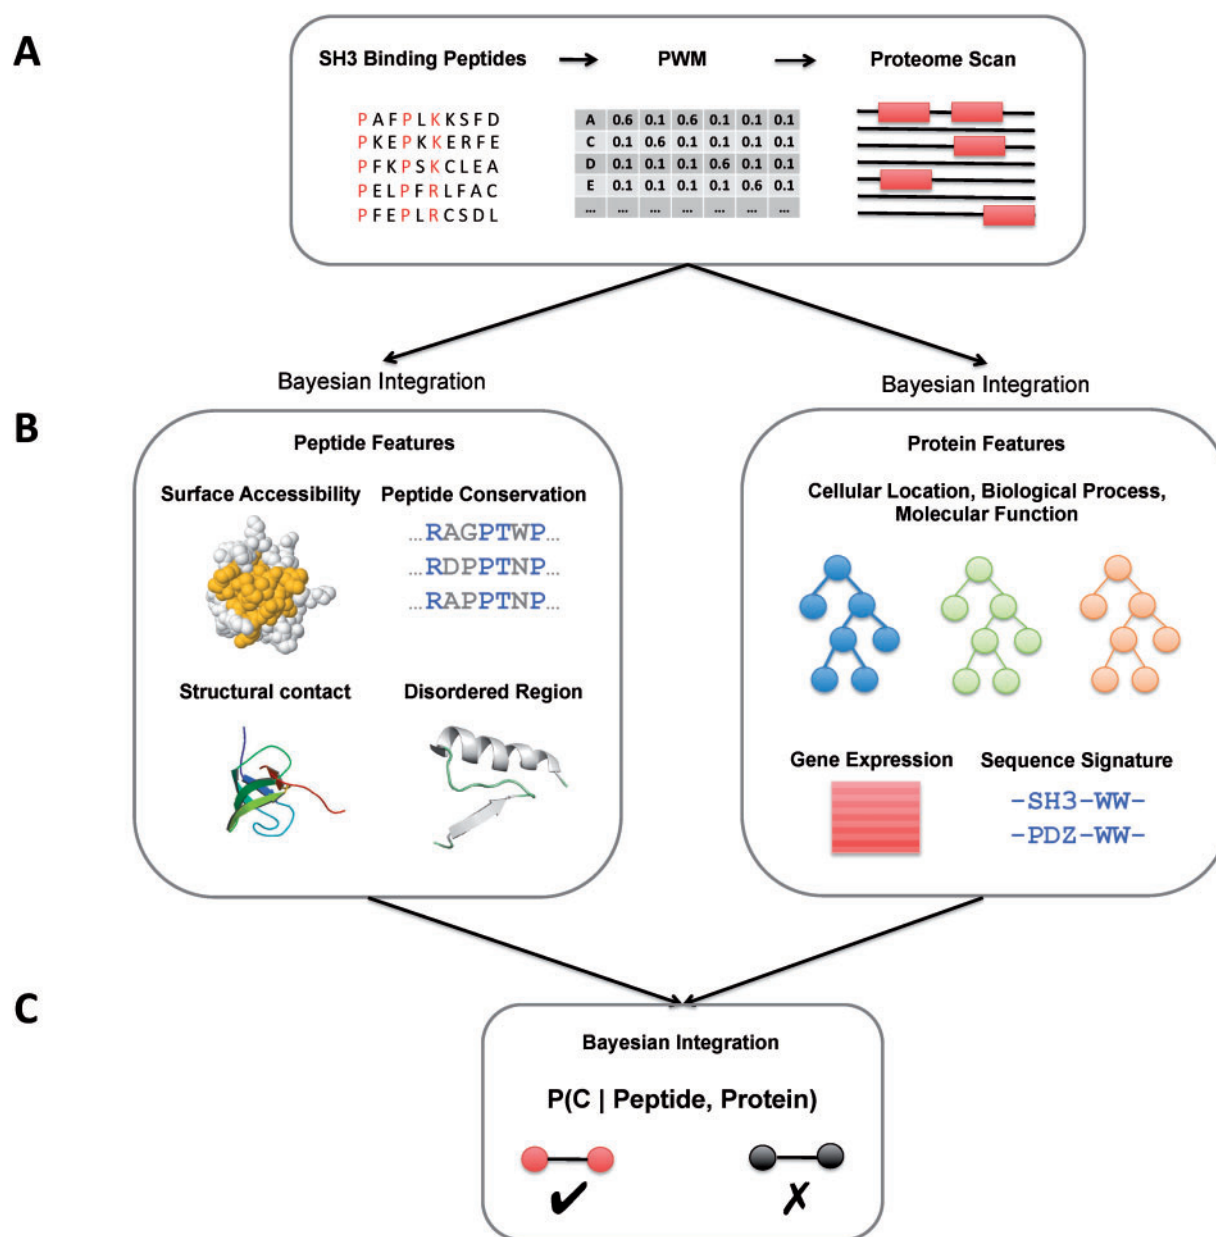 A
SH3 Binding Peptides
PWM
Proteome Scan
PAFPLKKSFD
PKEPKKERFE
PFKPSKCLEA
PELPFRLFAC
PFEPLRCSDL
A 0.6 0.1 0.6 0.1 0.1 0.1
C 0.1 0.6 0.1 0.1 0.1 0.1
D 0.1 0.1 0.1 0.6 0.1 0.1
E 0.1 0.1 0.1 0.1 0.6 0.1
... ... ... ... ... ... ...
Bayesian Integration
Bayesian Integration
B
Peptide Features
Surface Accessibility
Peptide Conservation
...RAGPTWP...
...RDPPTNP...
...RAPPTNP...
Structural contact
Disordered Region
Protein Features
Cellular Location, Biological Process,
Molecular Function
Gene Expression
Sequence Signature
-SH3-WW-
-PDZ-WW-
C
Bayesian Integration
P(C | Peptide, Protein)